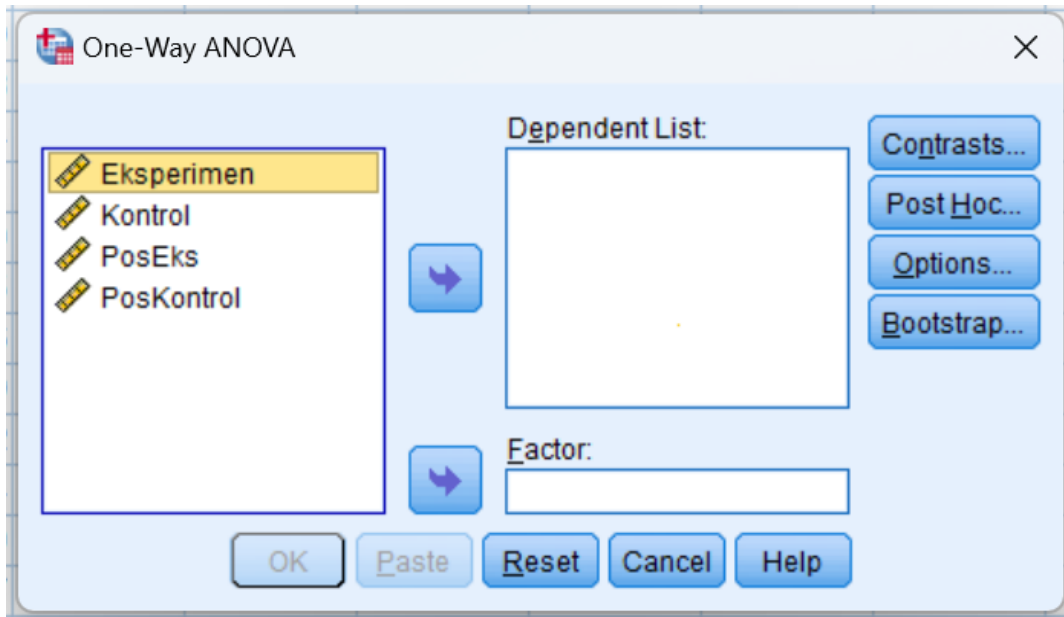 One-Way ANOVA
Eksperimen
Kontrol
PosEks
PosKontrol
Dependent List:
Factor:
Contrasts...
Post Hoc...
Options...
Bootstrap...
OK
Paste
Reset
Cancel
Help